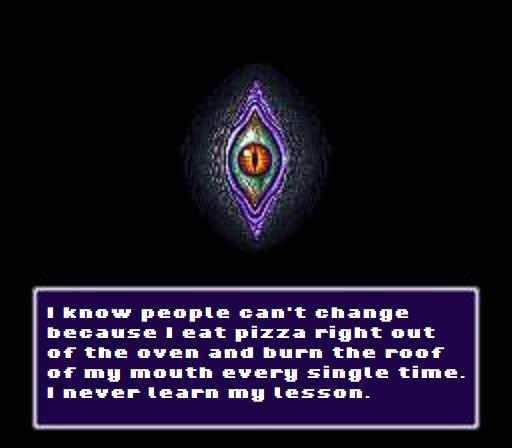 I know people can't change
because I eat pizza right out
of the oven and burn the roof
of my mouth every single time.
I never learn my lesson.